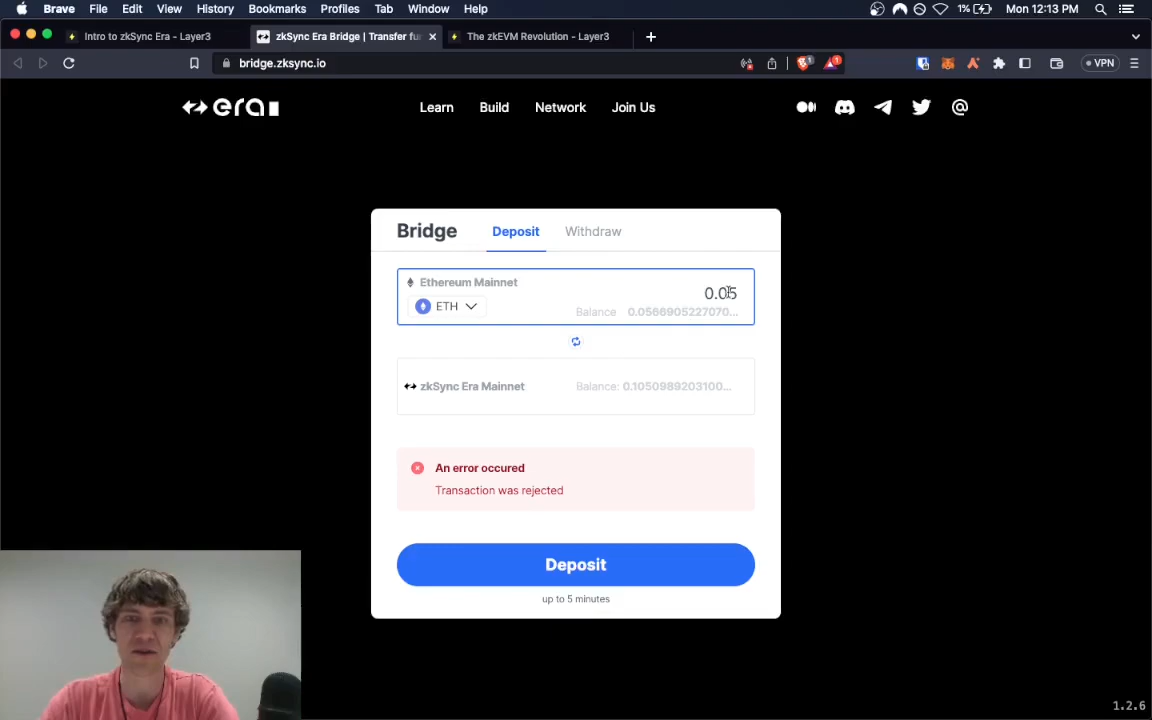 Brave File Edit View History Bookmarks Profiles Tab Window Help 1% Mon 12:13 PM
Intro to zkSync Era - Layer3 zkSync Era Bridge | Transfer fu The zkEVM Revolution - Layer3
bridge.zksync.io 1 1 VPN
era Learn Build Network Join Us
Bridge Deposit Withdraw
Ethereum Mainnet
0.05
ETH
Balance 0.0566905227070...
zkSync Era Mainnet Balance: 0.1050989203100...
An error occured
Transaction was rejected
Deposit
up to 5 minutes
1.2.6